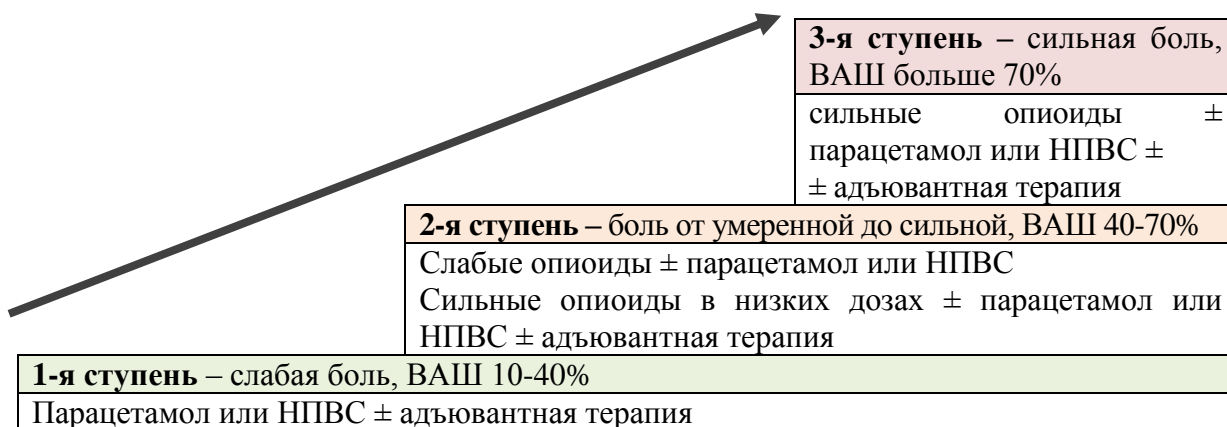 3-я ступень – сильная боль,
ВАШ больше 70%
сильные опиоиды ±
парацетамол или НПВС ±
± адъювантная терапия
2-я ступень – боль от умеренной до сильной, ВАШ 40-70%
Слабые опиоиды ± парацетамол или НПВС
Сильные опиоиды в низких дозах ± парацетамол или
НПВС ± адъювантная терапия
1-я ступень – слабая боль, ВАШ 10-40%
Парацетамол или НПВС ± адъювантная терапия